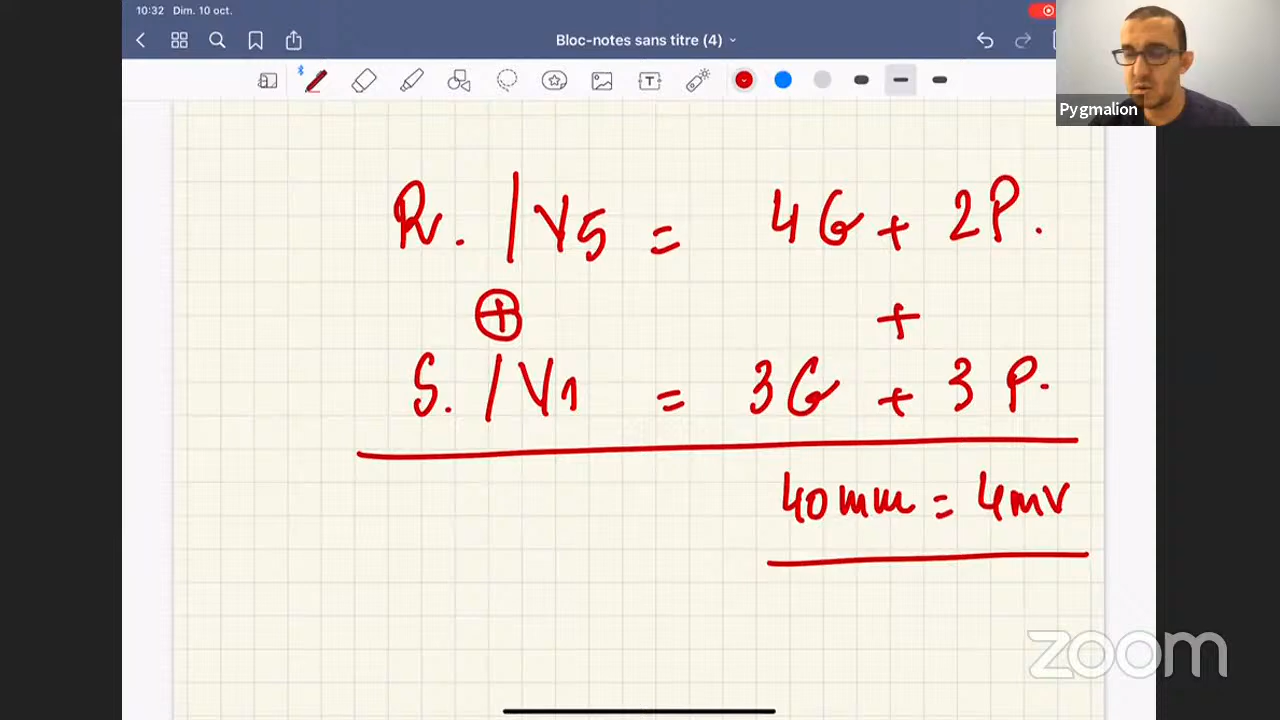 10:32 Dim. 10 oct.
Bloc-notes sans titre (4)
Pygmalion
R. / V5 = 4G + 2P.
⊕ +
S. / V1 = 3G + 3P.
40mm = 4mV
zoom